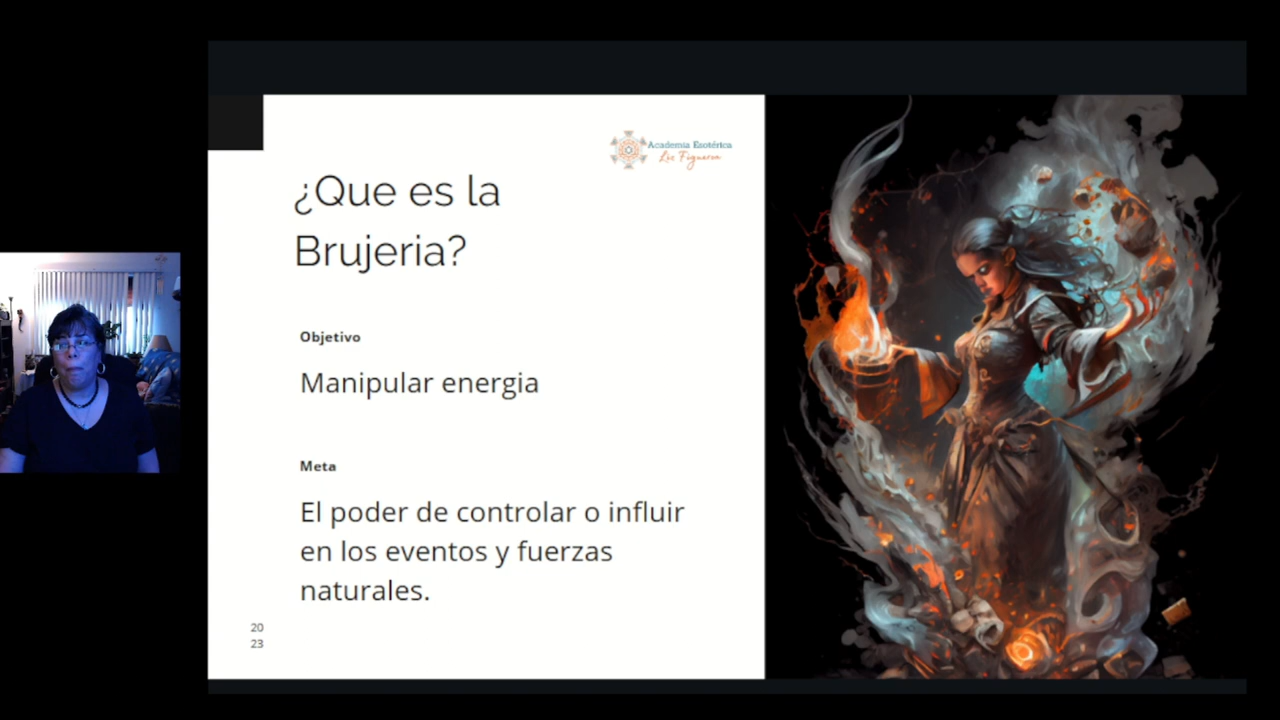 Academia Esotérica
Luz Figueroa
¿Que es la
Brujeria?
Objetivo
Manipular energia
Meta
El poder de controlar o influir
en los eventos y fuerzas
naturales.
20
23